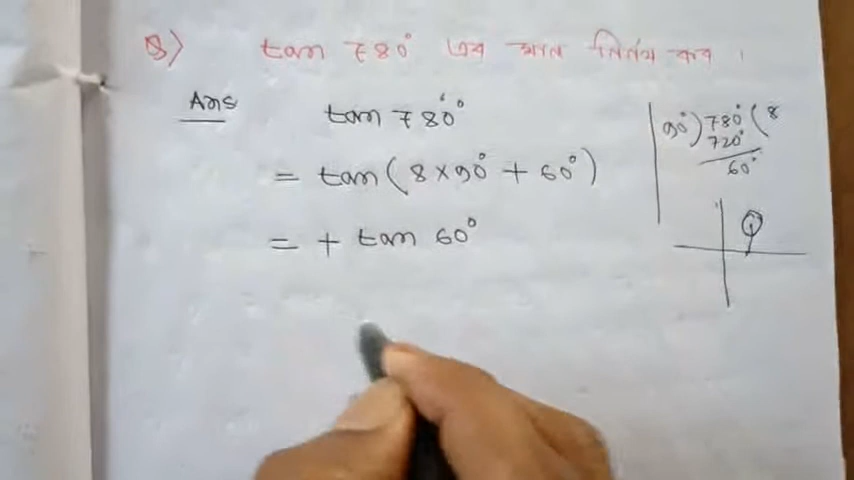 Q) tan 780° এর মান নির্ণয় কর ।
Ans tan 780°
= tan(8×90° + 60°)
= + tan 60°
90°)780°(8
720°
60°